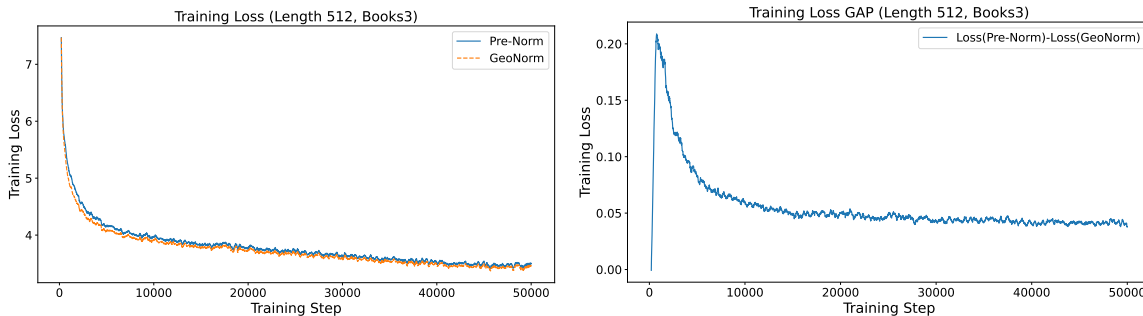 Training Loss (Length 512, Books3)
Training Loss
7
6
5
4
Pre-Norm
GeoNorm
0
10000
20000
30000
40000
50000
Training Step
Training Loss GAP (Length 512, Books3)
Training Loss
0.20
0.15
0.10
0.05
0.00
Loss(Pre-Norm)-Loss(GeoNorm)
0
10000
20000
30000
40000
50000
Training Step